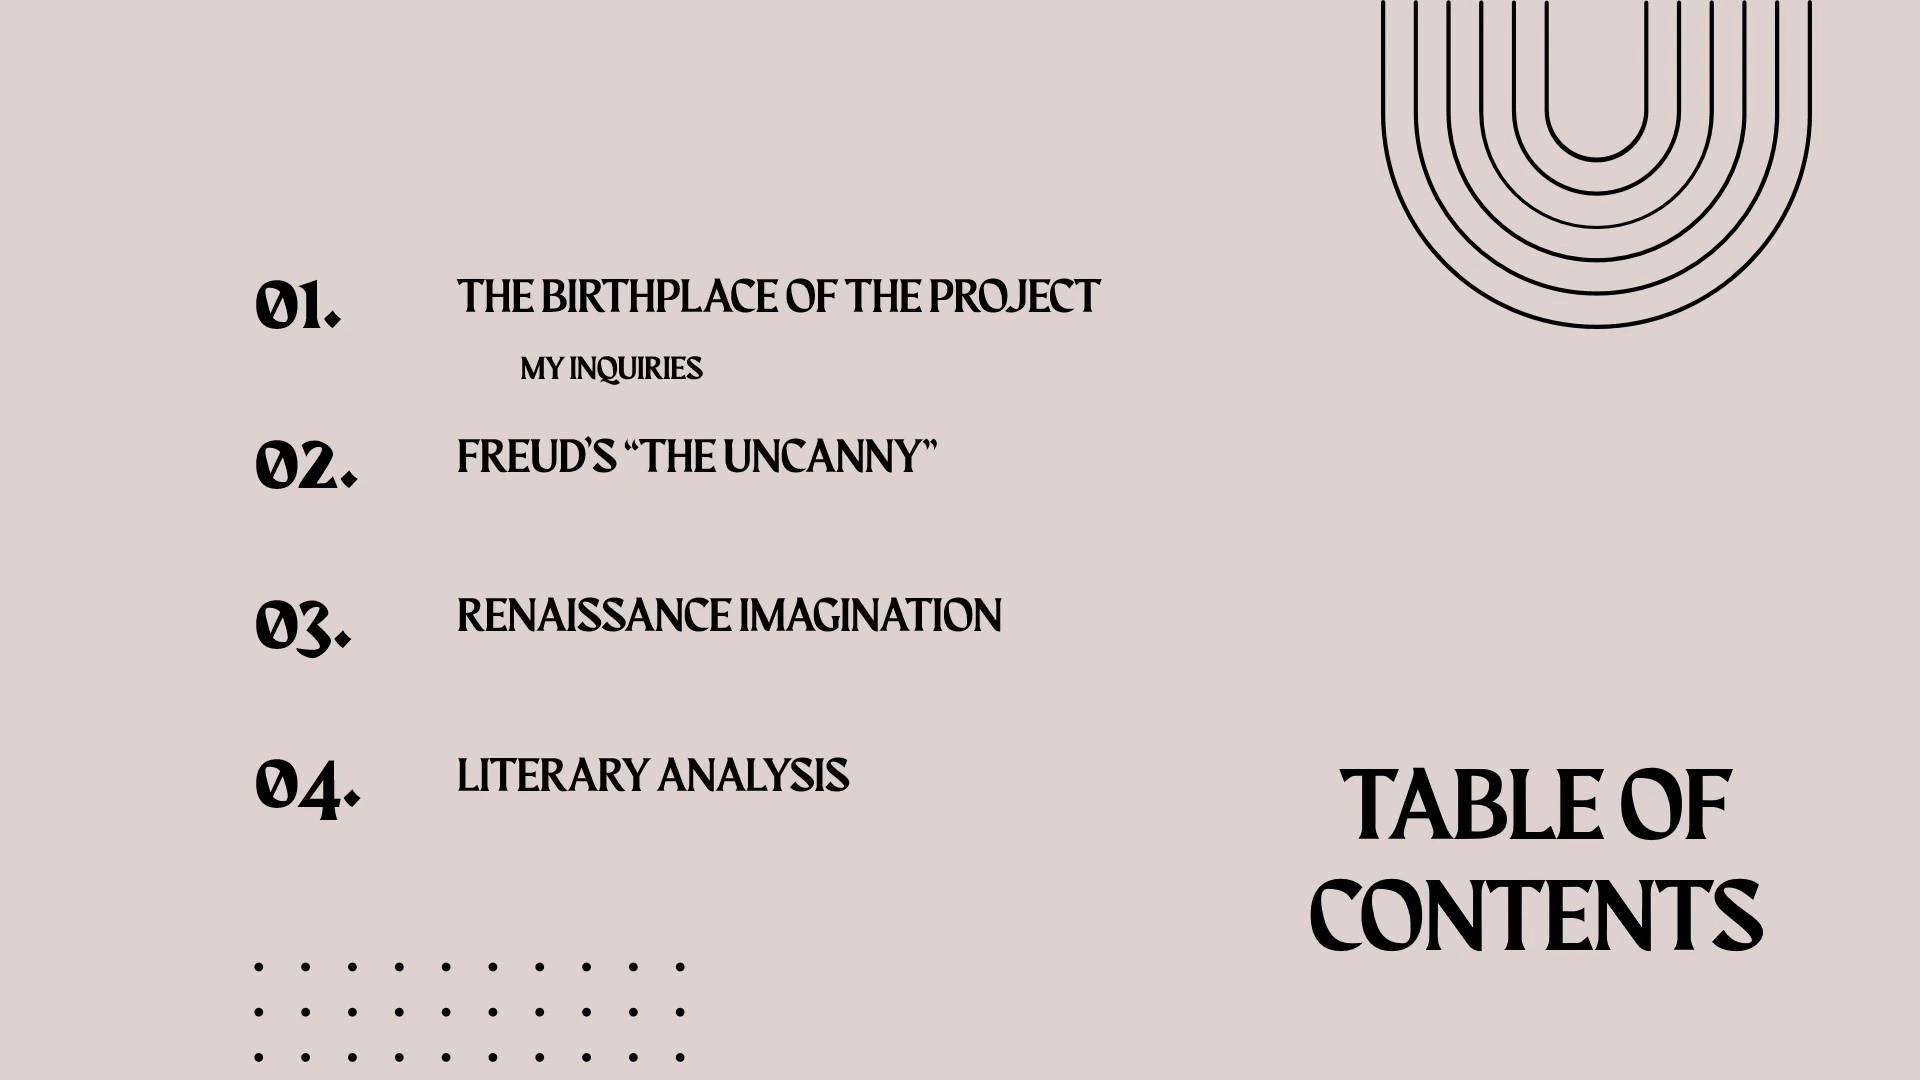 01. THE BIRTHPLACE OF THE PROJECT
MY INQUIRIES
02. FREUD’S “THE UNCANNY”
03. RENAISSANCE IMAGINATION
04. LITERARY ANALYSIS
TABLE OF
CONTENTS